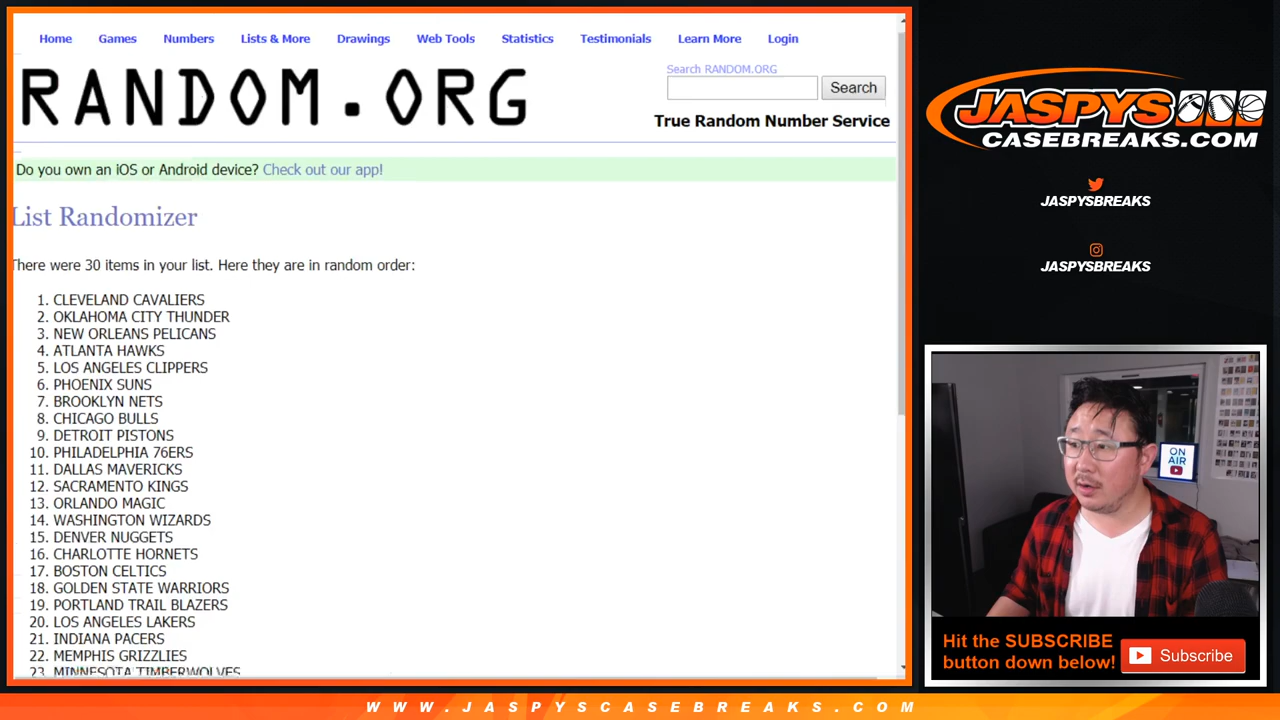 Home Games Numbers Lists & More Drawings Web Tools Statistics Testimonials Learn More Login
RANDOM.ORG
Search RANDOM.ORG
Search
True Random Number Service
Do you own an iOS or Android device? Check out our app!
List Randomizer
There were 30 items in your list. Here they are in random order:
1. CLEVELAND CAVALIERS
2. OKLAHOMA CITY THUNDER
3. NEW ORLEANS PELICANS
4. ATLANTA HAWKS
5. LOS ANGELES CLIPPERS
6. PHOENIX SUNS
7. BROOKLYN NETS
8. CHICAGO BULLS
9. DETROIT PISTONS
10. PHILADELPHIA 76ERS
11. DALLAS MAVERICKS
12. SACRAMENTO KINGS
13. ORLANDO MAGIC
14. WASHINGTON WIZARDS
15. DENVER NUGGETS
16. CHARLOTTE HORNETS
17. BOSTON CELTICS
18. GOLDEN STATE WARRIORS
19. PORTLAND TRAIL BLAZERS
20. LOS ANGELES LAKERS
21. INDIANA PACERS
22. MEMPHIS GRIZZLIES
23. MINNESOTA TIMBERWOLVES
JASPYS
CASEBREAKS.COM
JASPYSBREAKS
JASPYSBREAKS
ON
AIR
Hit the SUBSCRIBE
button down below!
Subscribe
WWW.JASPYSCASEBREAKS.COM